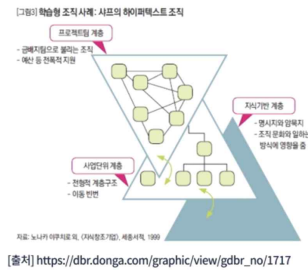 [그림3] 학습형 조직 사례: 샤프의 하이퍼텍스트 조직
프로젝트팀 계층
- 금배지팀으로 불리는 조직
- 예산 등 전폭적 지원
지식기반 계층
- 명시지와 암묵지
- 조직 문화와 일하는
방식에 영향을 줌
사업단위 계층
- 전형적 계층구조
- 이동 빈번
자료: 노나카 이쿠지로 외, <지식창조기업>, 세종서적, 1999
[출처] https://dbr.donga.com/graphic/view/gdbr_no/1717